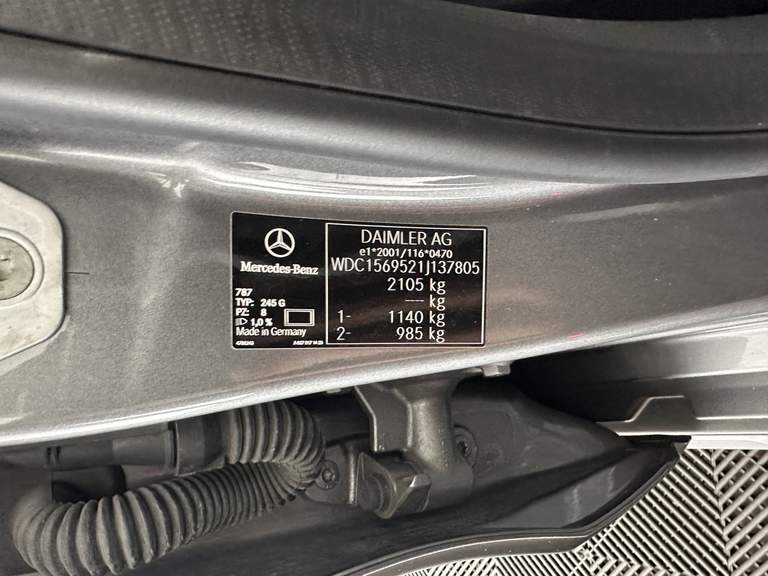 Mercedes-Benz
787
TYP: 245 G
PZ: 8
1,0 %
Made in Germany
DAIMLER AG
e1*2001/116*0470
WDC1569521J137805
2105 kg
---- kg
1- 1140 kg
2- 985 kg